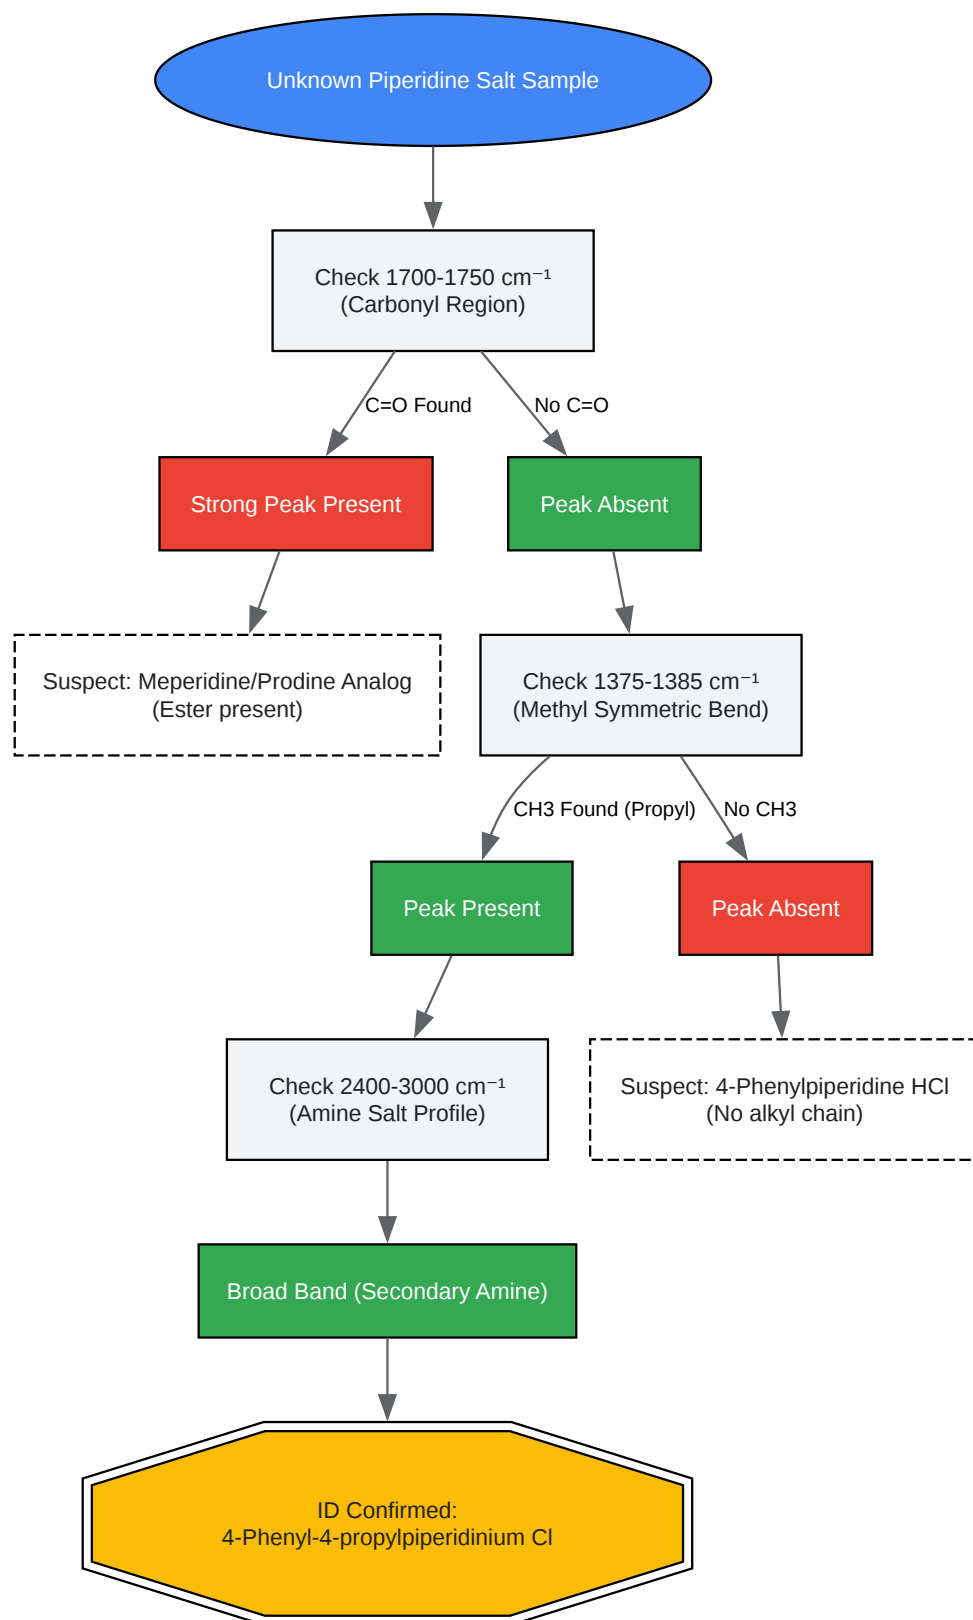 Unknown Piperidine Salt Sample
Check 1700-1750 cm⁻¹
(Carbonyl Region)
C=O Found
No C=O
Strong Peak Present
Peak Absent
Suspect: Meperidine/Prodine Analog
(Ester present)
Check 1375-1385 cm⁻¹
(Methyl Symmetric Bend)
CH3 Found (Propyl)
No CH3
Peak Present
Peak Absent
Check 2400-3000 cm⁻¹
(Amine Salt Profile)
Suspect: 4-Phenylpiperidine HCl
(No alkyl chain)
Broad Band (Secondary Amine)
ID Confirmed:
4-Phenyl-4-propylpiperidinium Cl